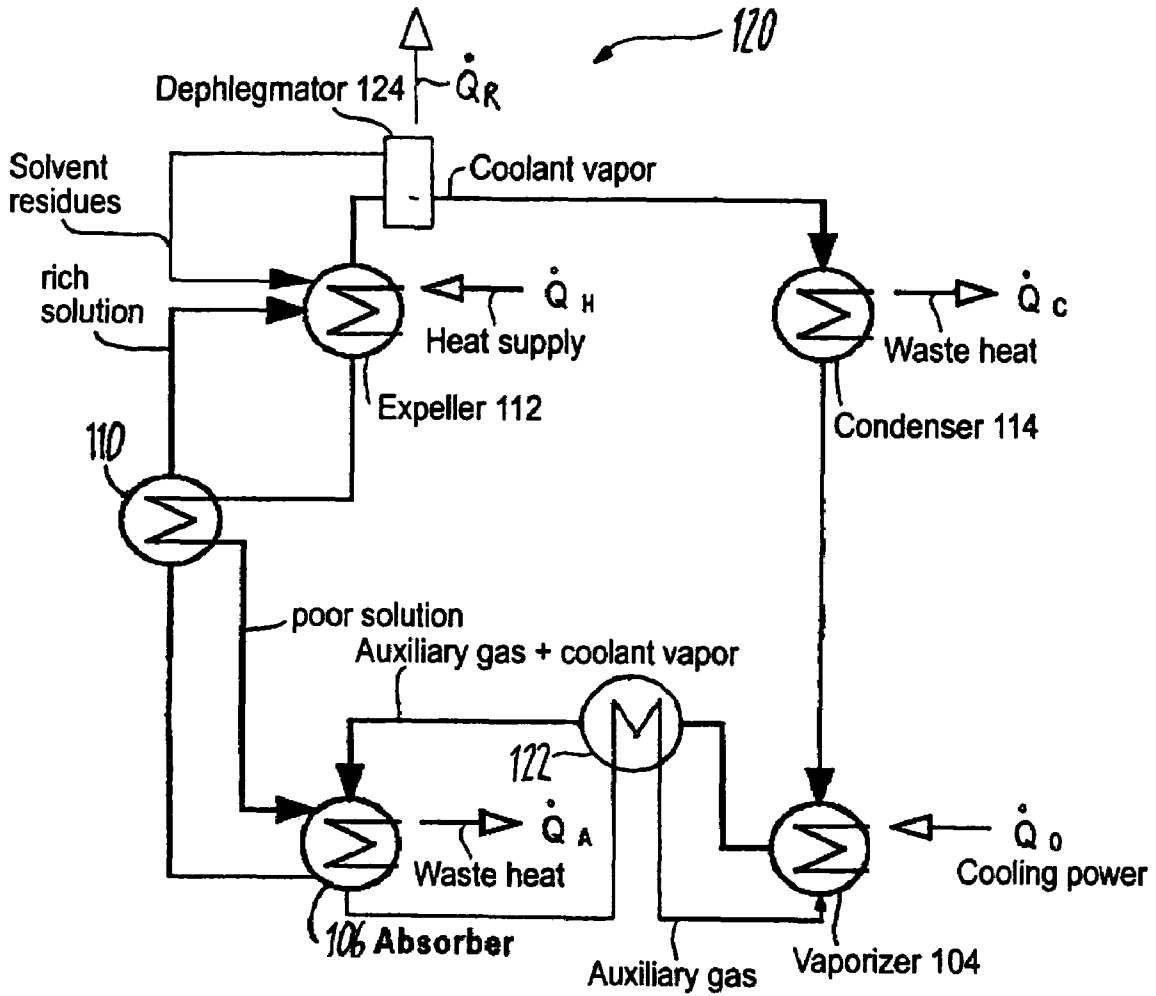 120
Q̇R
Dephlegmator 124
Solvent
residues
Coolant vapor
rich
solution
Q̇H
Heat supply
Q̇C
Waste heat
Expeller 112
Condenser 114
110
poor solution
Auxiliary gas + coolant vapor
122
Q̇A
Waste heat
Q̇0
Cooling power
106 Absorber
Auxiliary gas
Vaporizer 104